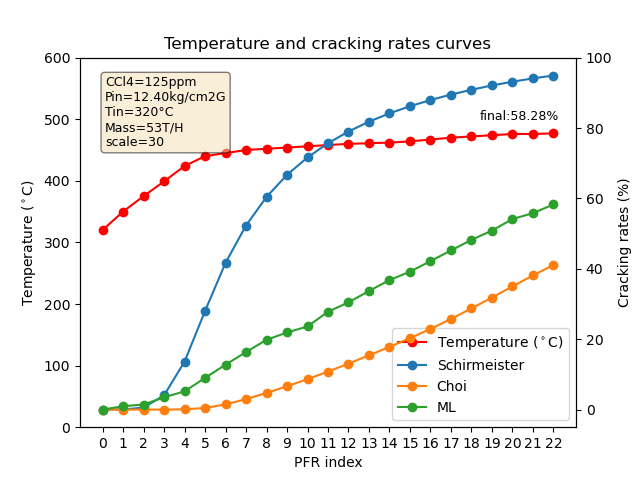 Temperature and cracking rates curves
CCl4=125ppm
Pin=12.40kg/cm2G
Tin=320°C
Mass=53T/H
scale=30
final:58.28%
Temperature (°C)
600
500
400
300
200
100
0
Cracking rates (%)
100
80
60
40
20
0
Temperature (°C)
Schirmeister
Choi
ML
0 1 2 3 4 5 6 7 8 9 10 11 12 13 14 15 16 17 18 19 20 21 22
PFR index